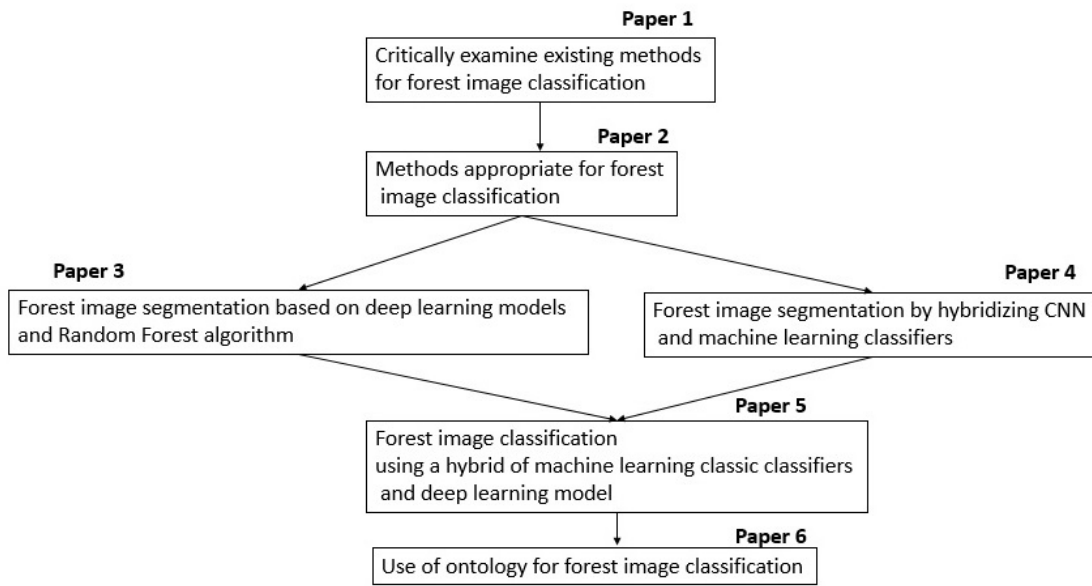 Paper 1
Critically examine existing methods
for forest image classification
Paper 2
Methods appropriate for forest
image classification
Paper 3
Forest image segmentation based on deep learning models
and Random Forest algorithm
Paper 4
Forest image segmentation by hybridizing CNN
and machine learning classifiers
Paper 5
Forest image classification
using a hybrid of machine learning classic classifiers
and deep learning model
Paper 6
Use of ontology for forest image classification